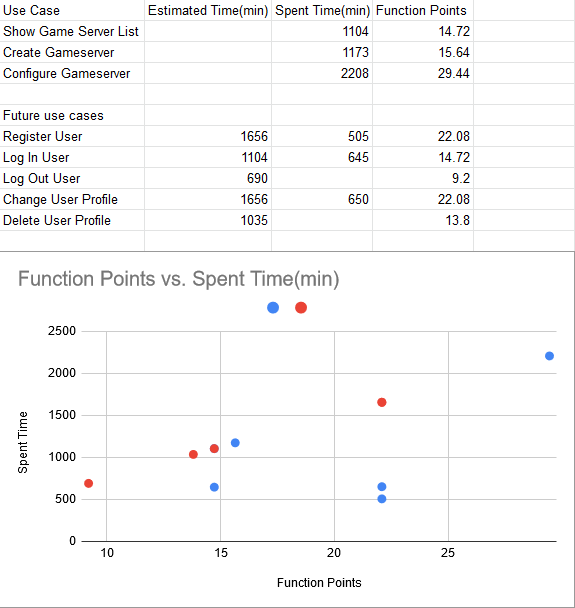 Use Case Estimated Time(min) Spent Time(min) Function Points
Show Game Server List 1104 14.72
Create Gameserver 1173 15.64
Configure Gameserver 2208 29.44
Future use cases
Register User 1656 505 22.08
Log In User 1104 645 14.72
Log Out User 690 9.2
Change User Profile 1656 650 22.08
Delete User Profile 1035 13.8
Function Points vs. Spent Time(min)
2500
2000
1500
1000
500
0
Spent Time
10 15 20 25
Function Points